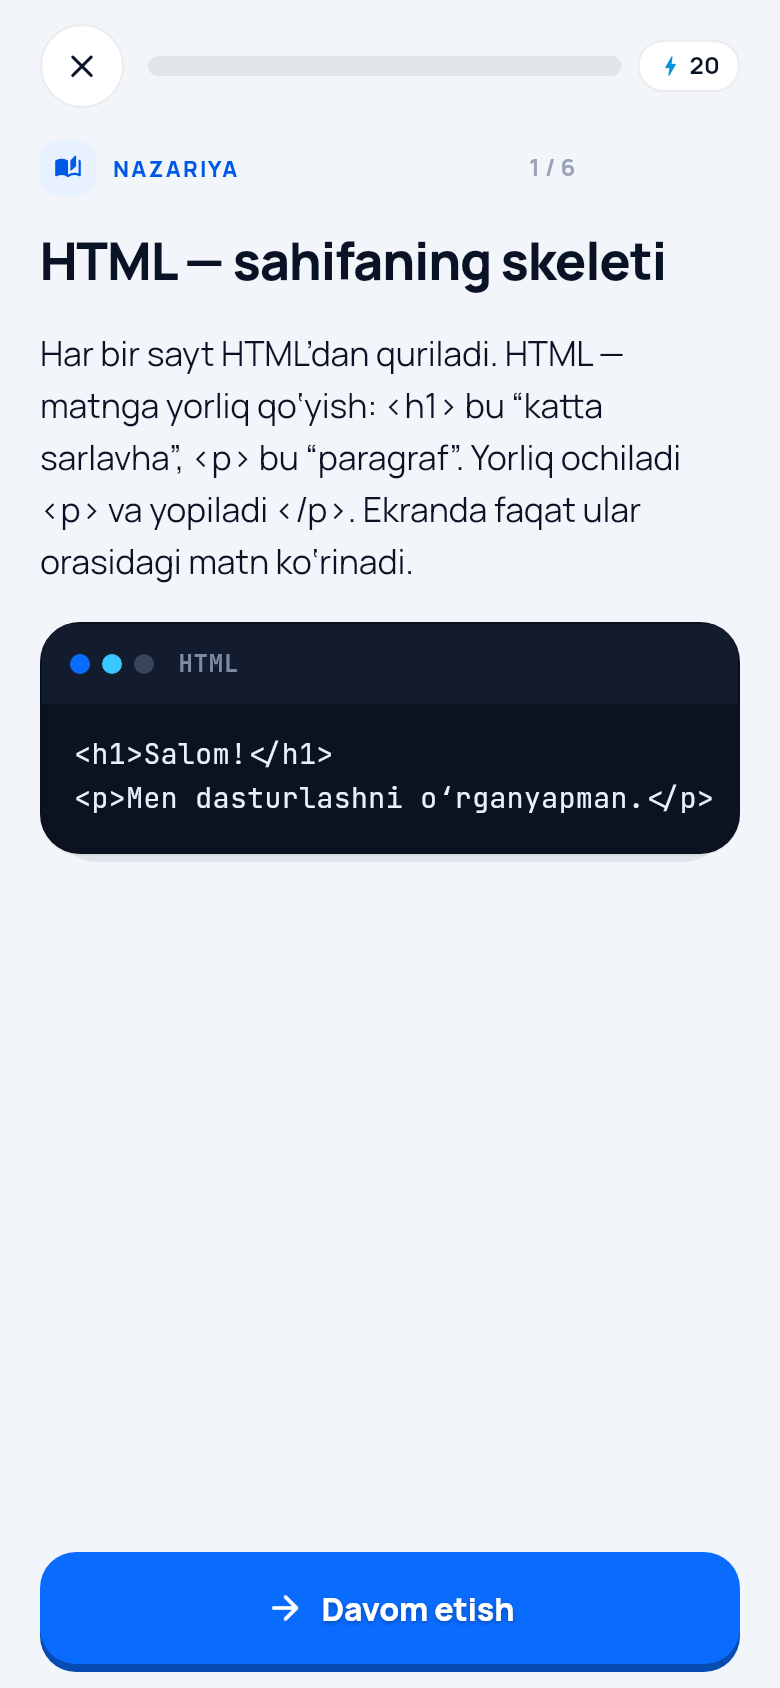 20
NAZARIYA
1 / 6
HTML — sahifaning skeleti
Har bir sayt HTML’dan quriladi. HTML —
matnga yorliq qo‘yish: <h1> bu “katta
sarlavha”, <p> bu “paragraf”. Yorliq ochiladi
<p> va yopiladi </p>. Ekranda faqat ular
orasidagi matn ko‘rinadi.
HTML
<h1>Salom!</h1>
<p>Men dasturlashni o‘rganyapman.</p>
Davom etish